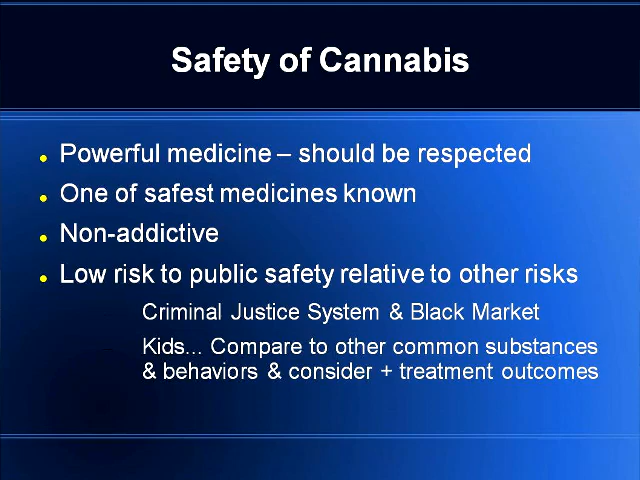 Safety of Cannabis
Powerful medicine – should be respected
One of safest medicines known
Non-addictive
Low risk to public safety relative to other risks
Criminal Justice System & Black Market
Kids... Compare to other common substances
& behaviors & consider + treatment outcomes